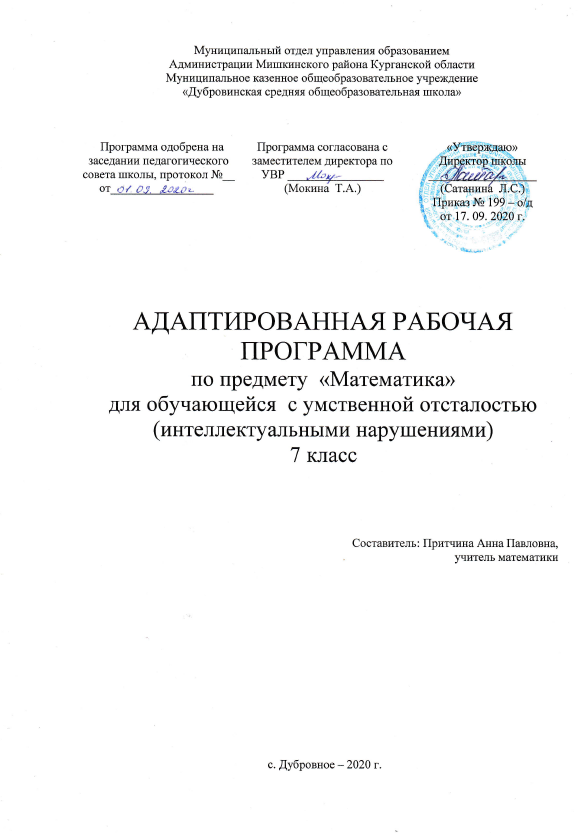 Муниципальный отдел управления образованием
Администрации Мишкинского района Курганской области
Муниципальное казенное общеобразовательное учреждение
«Дубровинская средняя общеобразовательная школа»
Программа одобрена на
заседании педагогического
совета школы, протокол №__
от 01.09. 2020г
Программа согласована с
заместителем директора по
УВР
(Мокина Т.А.)
«Утверждаю»
Директор школы
(Сатанина Л.С.)
Приказ № 199 – о/д
от 17. 09. 2020 г.
АДАПТИРОВАННАЯ РАБОЧАЯ
ПРОГРАММА
по предмету «Математика»
для обучающейся с умственной отсталостью
(интеллектуальными нарушениями)
7 класс
Составитель: Притчина Анна Павловна,
учитель математики
с. Дубровное – 2020 г.